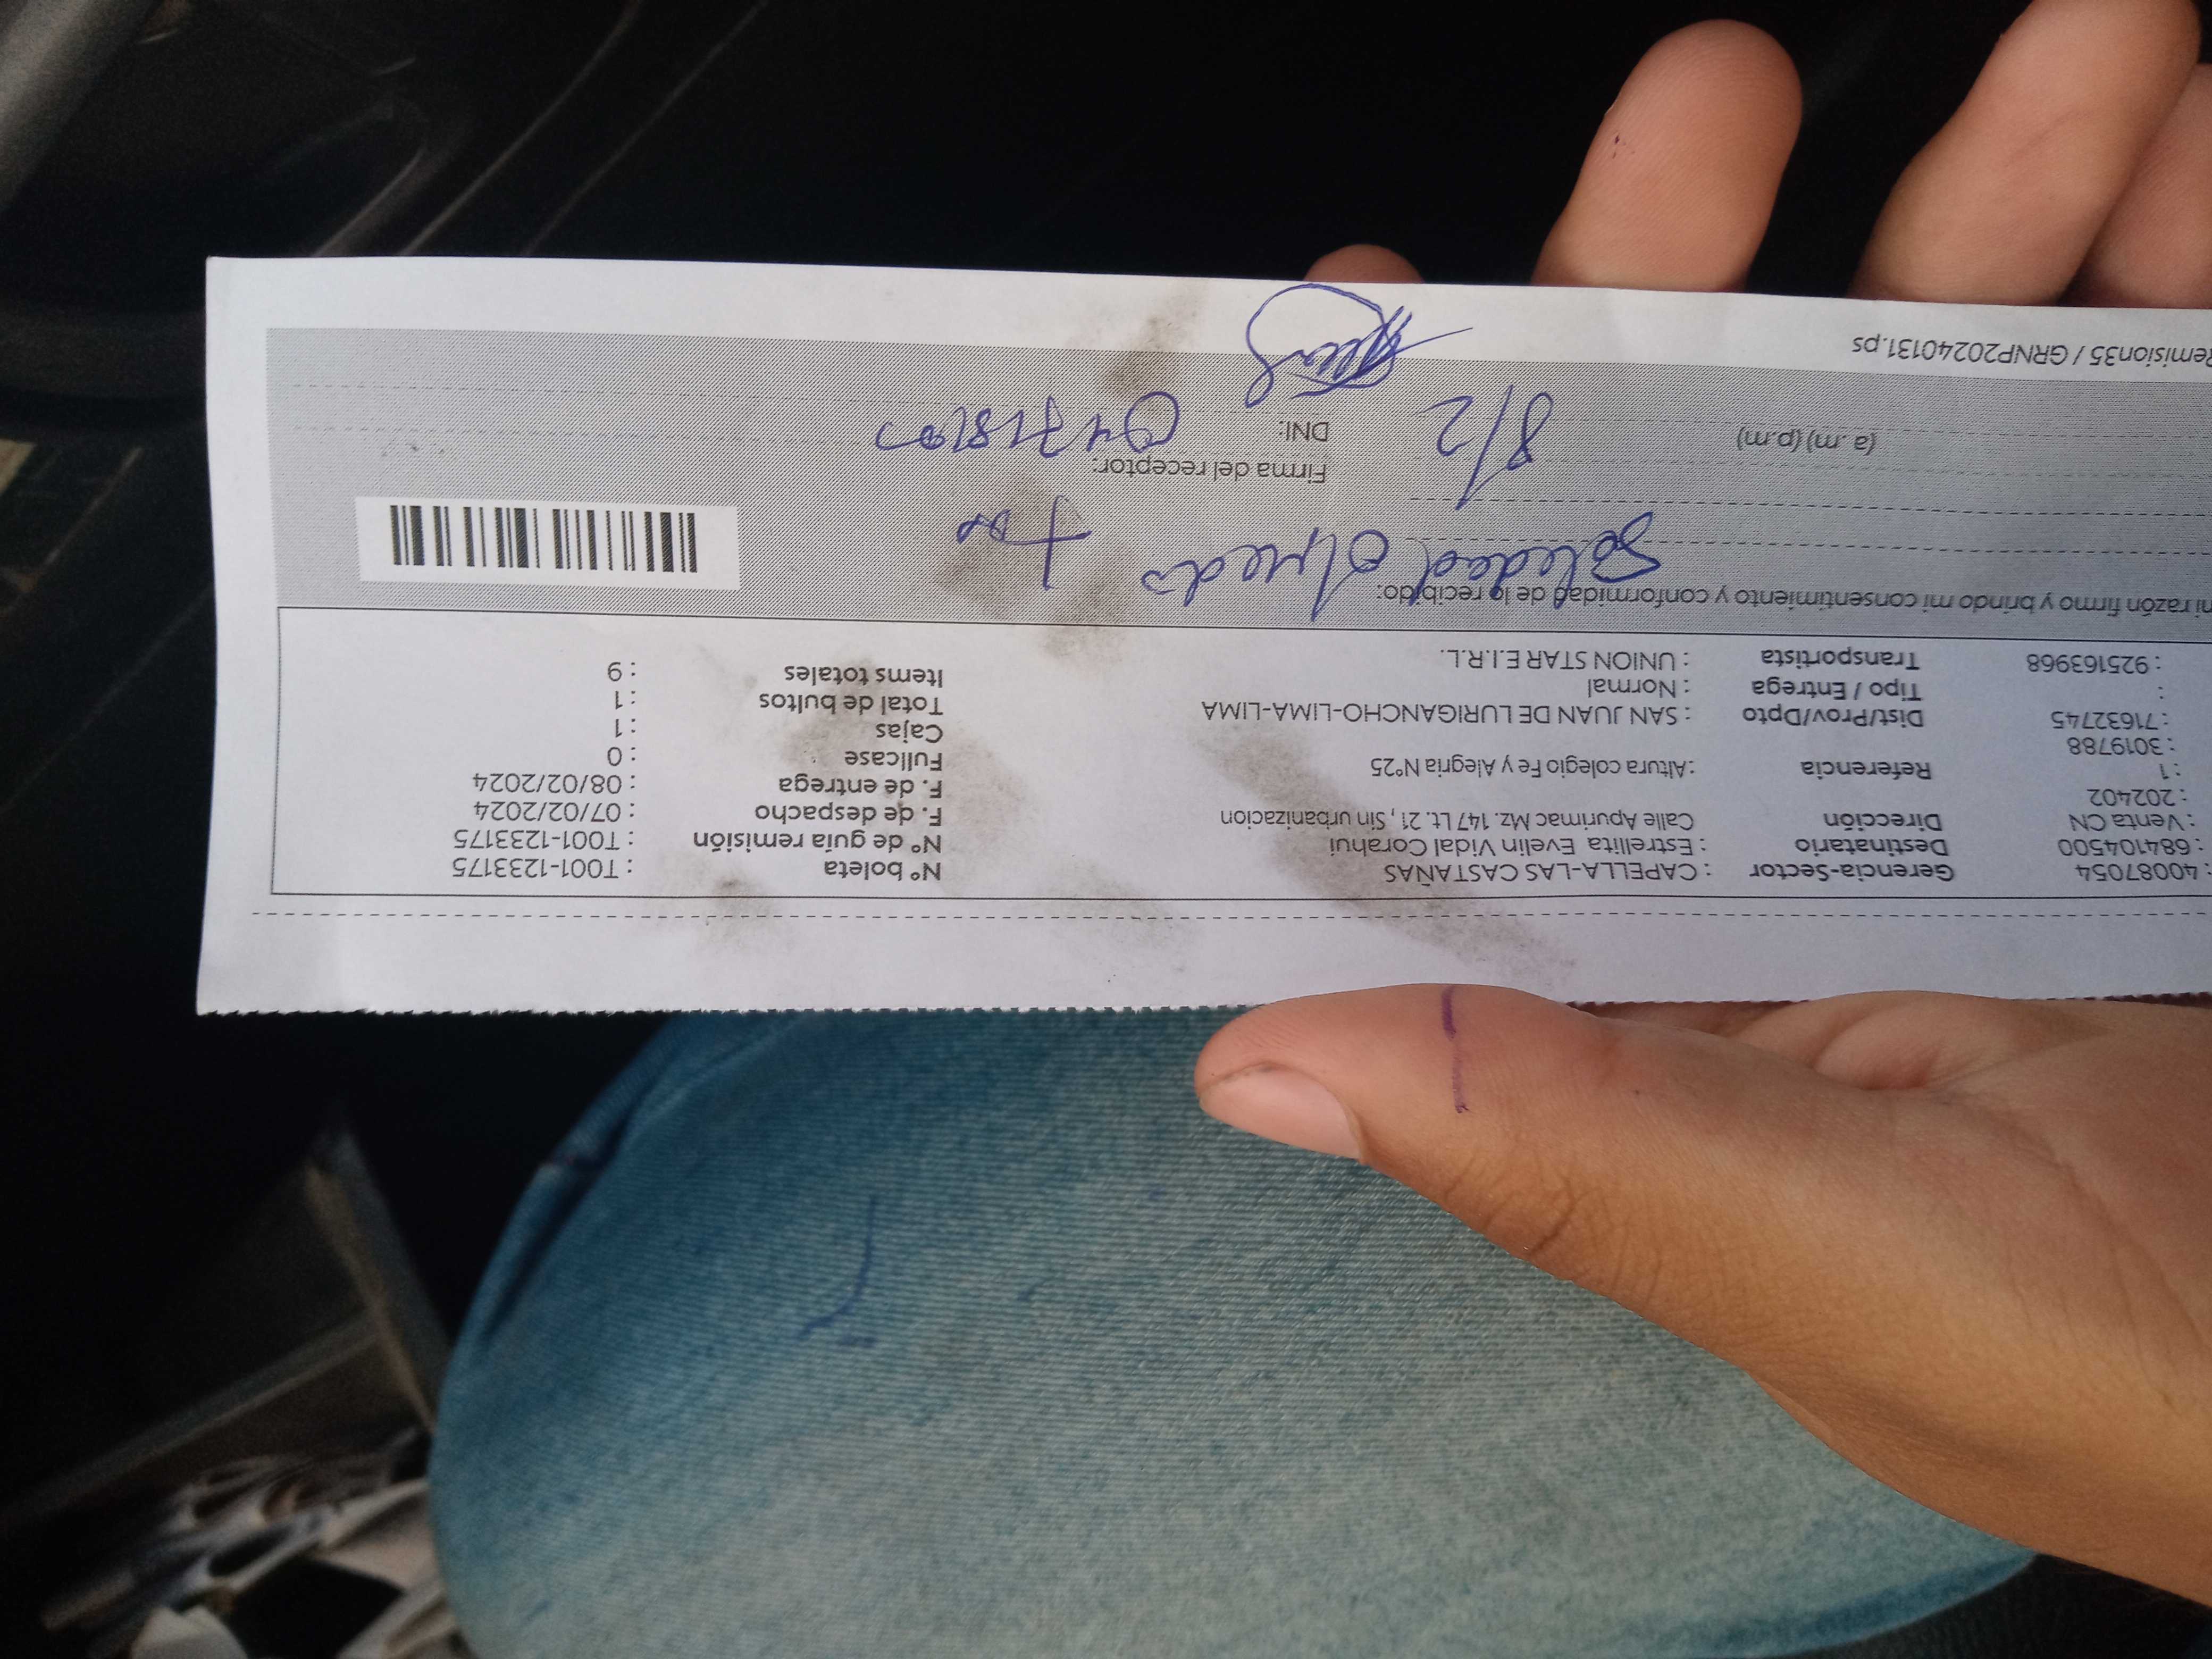 : 40087054 Gerencia-Sector : CAPELLA-LAS CASTAÑAS Nº boleta : T001-1233175
: 684104500 Destinatario : Estrellita Evelin Vidal Corahui Nº de guía remisión : T001-1233175
: Venta CN Dirección Calle Apurimac Mz. 147 Lt. 21, Sin urbanizacion F. de despacho : 07/02/2024
: 202402 F. de entrega : 08/02/2024
: 1 Referencia : Altura colegio Fe y Alegria Nº25 Fullcase : 0
: 3019788 Cajas : 1
: 71632745 Dist/Prov/Dpto : SAN JUAN DE LURIGANCHO-LIMA-LIMA Total de bultos : 1
: Tipo / Entrega : Normal Items totales : 9
: 925163968 Transportista : UNION STAR E.I.R.L.
mi razón firmo y brindo mi consentimiento y conformidad de lo recibido:
Soledad
Firma del receptor:
(a.m) (p.m) 8/2 DNI:
Remision35 / GRNP20240131.ps